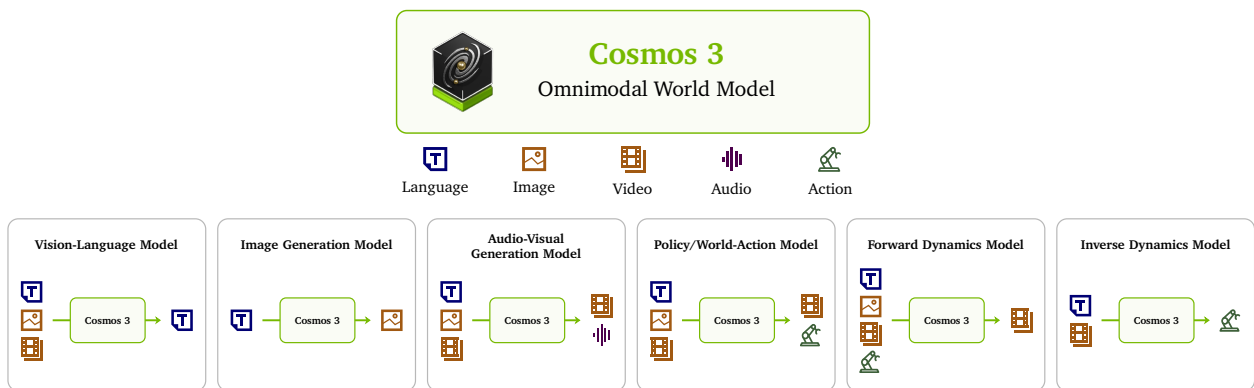 Cosmos 3
Omnimodal World Model
Language
Image
Video
Audio
Action
Vision-Language Model
T
T
Cosmos 3
Image Generation Model
T
Cosmos 3
Audio-Visual
Generation Model
T
Cosmos 3
Policy/World-Action Model
T
Cosmos 3
Forward Dynamics Model
T
Cosmos 3
Inverse Dynamics Model
T
Cosmos 3